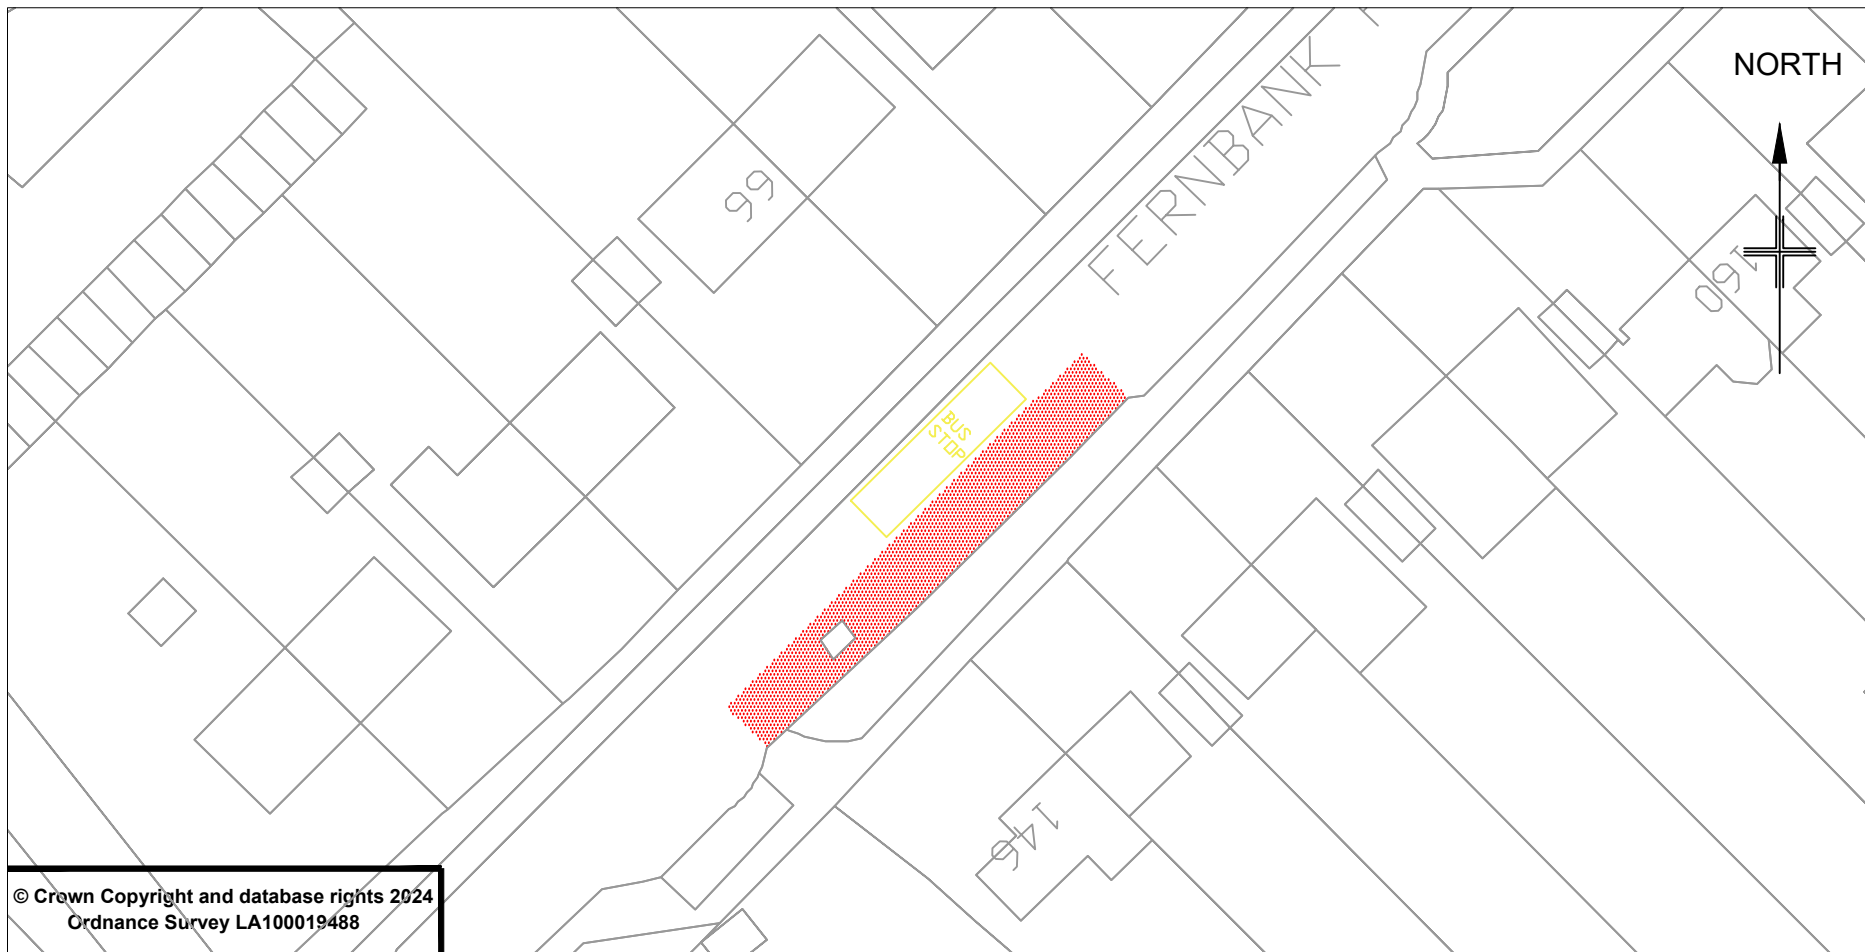 NORTH
FERNBANK
99
160
BUS
STOP
146
© Crown Copyright and database rights 2024
Ordnance Survey LA100019488